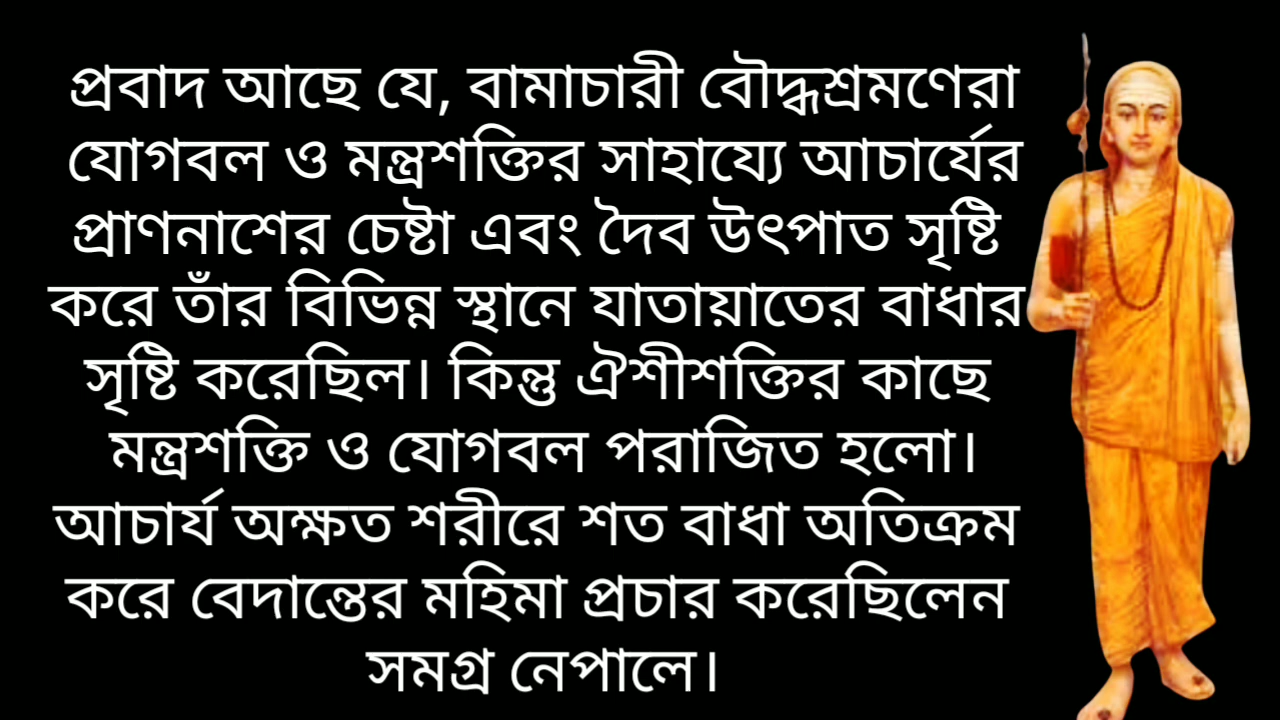 প্রবাদ আছে যে, বামাচারী বৌদ্ধশ্রমণেরা
যোগবল ও মন্ত্রশক্তির সাহায্যে আচার্যের
প্রাণনাশের চেষ্টা এবং দৈব উৎপাত সৃষ্টি
করে তাঁর বিভিন্ন স্থানে যাতায়াতের বাধার
সৃষ্টি করেছিল। কিন্তু ঐশীশক্তির কাছে
মন্ত্রশক্তি ও যোগবল পরাজিত হলো।
আচার্য অক্ষত শরীরে শত বাধা অতিক্রম
করে বেদান্তের মহিমা প্রচার করেছিলেন
সমগ্র নেপালে।